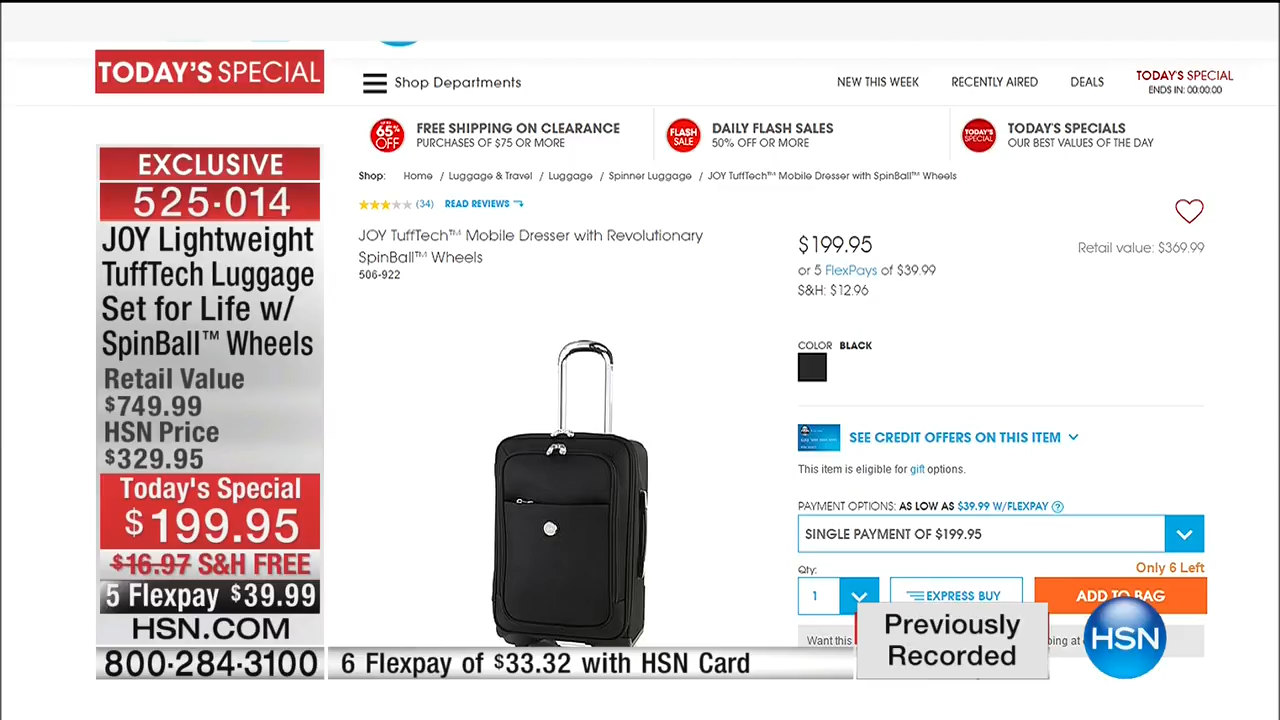 TODAY'S SPECIAL
EXCLUSIVE
525-014
JOY Lightweight
TuffTech Luggage
Set for Life w/
SpinBall™ Wheels
Retail Value
$749.99
HSN Price
$329.95
Today's Special
$199.95
$16.97 S&H FREE
5 Flexpay $39.99
HSN.COM
800-284-3100
Shop Departments
NEW THIS WEEK
RECENTLY AIRED
DEALS
TODAY'S SPECIAL
ENDS IN: 00:00:00
UP TO
65%
OFF
FREE SHIPPING ON CLEARANCE
PURCHASES OF $75 OR MORE
FLASH
SALE
DAILY FLASH SALES
50% OFF OR MORE
TODAY'S
SPECIAL
TODAY'S SPECIALS
OUR BEST VALUES OF THE DAY
Shop: Home / Luggage & Travel / Luggage / Spinner Luggage / JOY TuffTech™ Mobile Dresser with SpinBall™ Wheels
(34) READ REVIEWS
JOY TuffTech™ Mobile Dresser with Revolutionary
SpinBall™ Wheels
506-922
$199.95
Retail value: $369.99
or 5 FlexPays of $39.99
S&H: $12.96
COLOR BLACK
SEE CREDIT OFFERS ON THIS ITEM
This item is eligible for gift options.
PAYMENT OPTIONS: AS LOW AS $39.99 W/FLEXPAY ?
SINGLE PAYMENT OF $199.95
Qty:
Only 6 Left
1
EXPRESS BUY
ADD TO BAG
Want this
Previously
Recorded
HSN
6 Flexpay of $33.32 with HSN Card